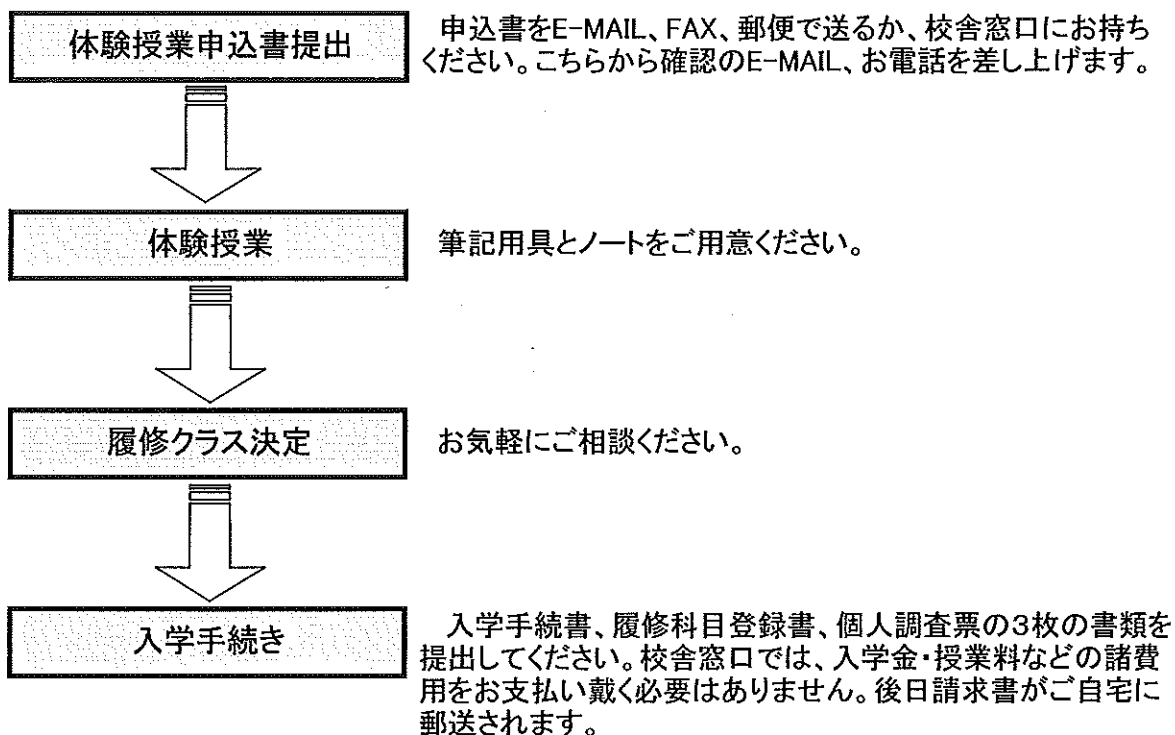 体験授業申込書提出
申込書をE-MAIL、FAX、郵便で送るか、校舎窓口にお持ち
ください。こちらから確認のE-MAIL、お電話を差し上げます。
体験授業
筆記用具とノートをご用意ください。
履修クラス決定
お気軽にご相談ください。
入学手続き
入学手続書、履修科目登録書、個人調査票の3枚の書類を
提出してください。校舎窓口では、入学金・授業料などの諸費
用をお支払い戴く必要はありません。後日請求書がご自宅に
郵送されます。